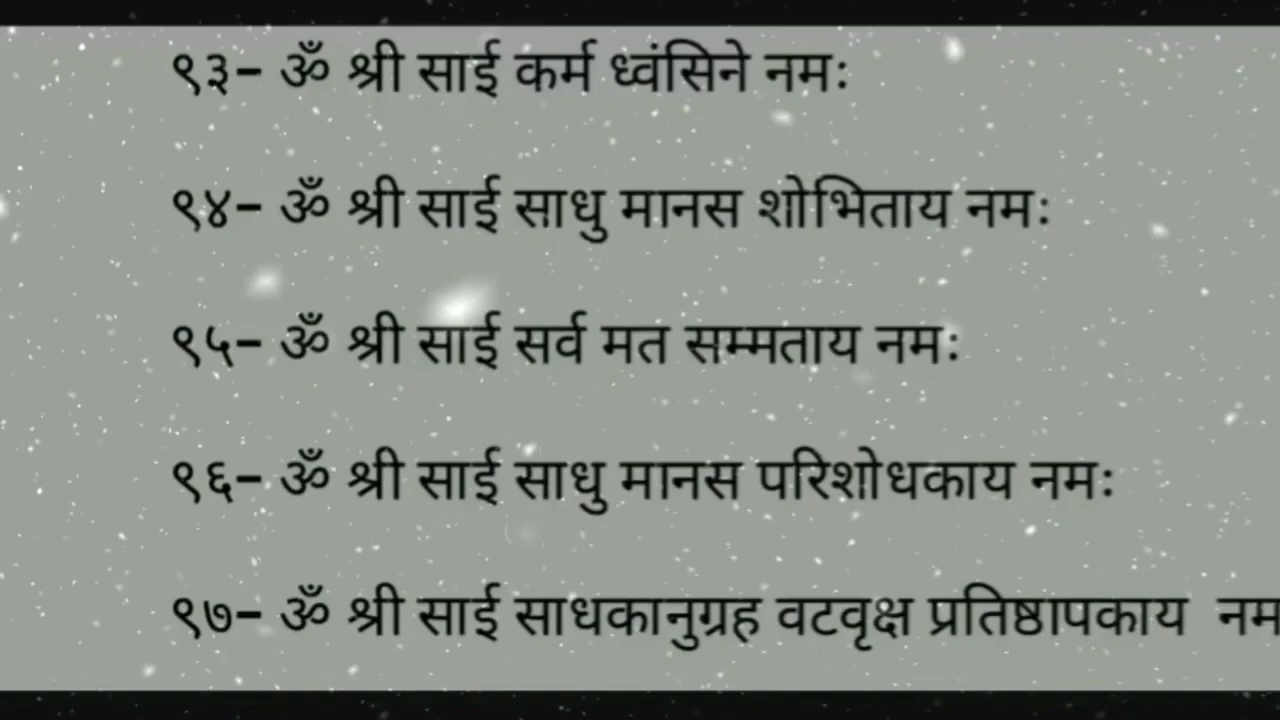 ९३– ॐ श्री साई कर्म ध्वंसिने नमः
९४– ॐ श्री साई साधु मानस शोभिताय नमः
९५– ॐ श्री साई सर्व मत सम्मताय नमः
९६– ॐ श्री साई साधु मानस परिशोधकाय नमः
९७– ॐ श्री साई साधकानुग्रह वटवृक्ष प्रतिष्ठापकाय नम